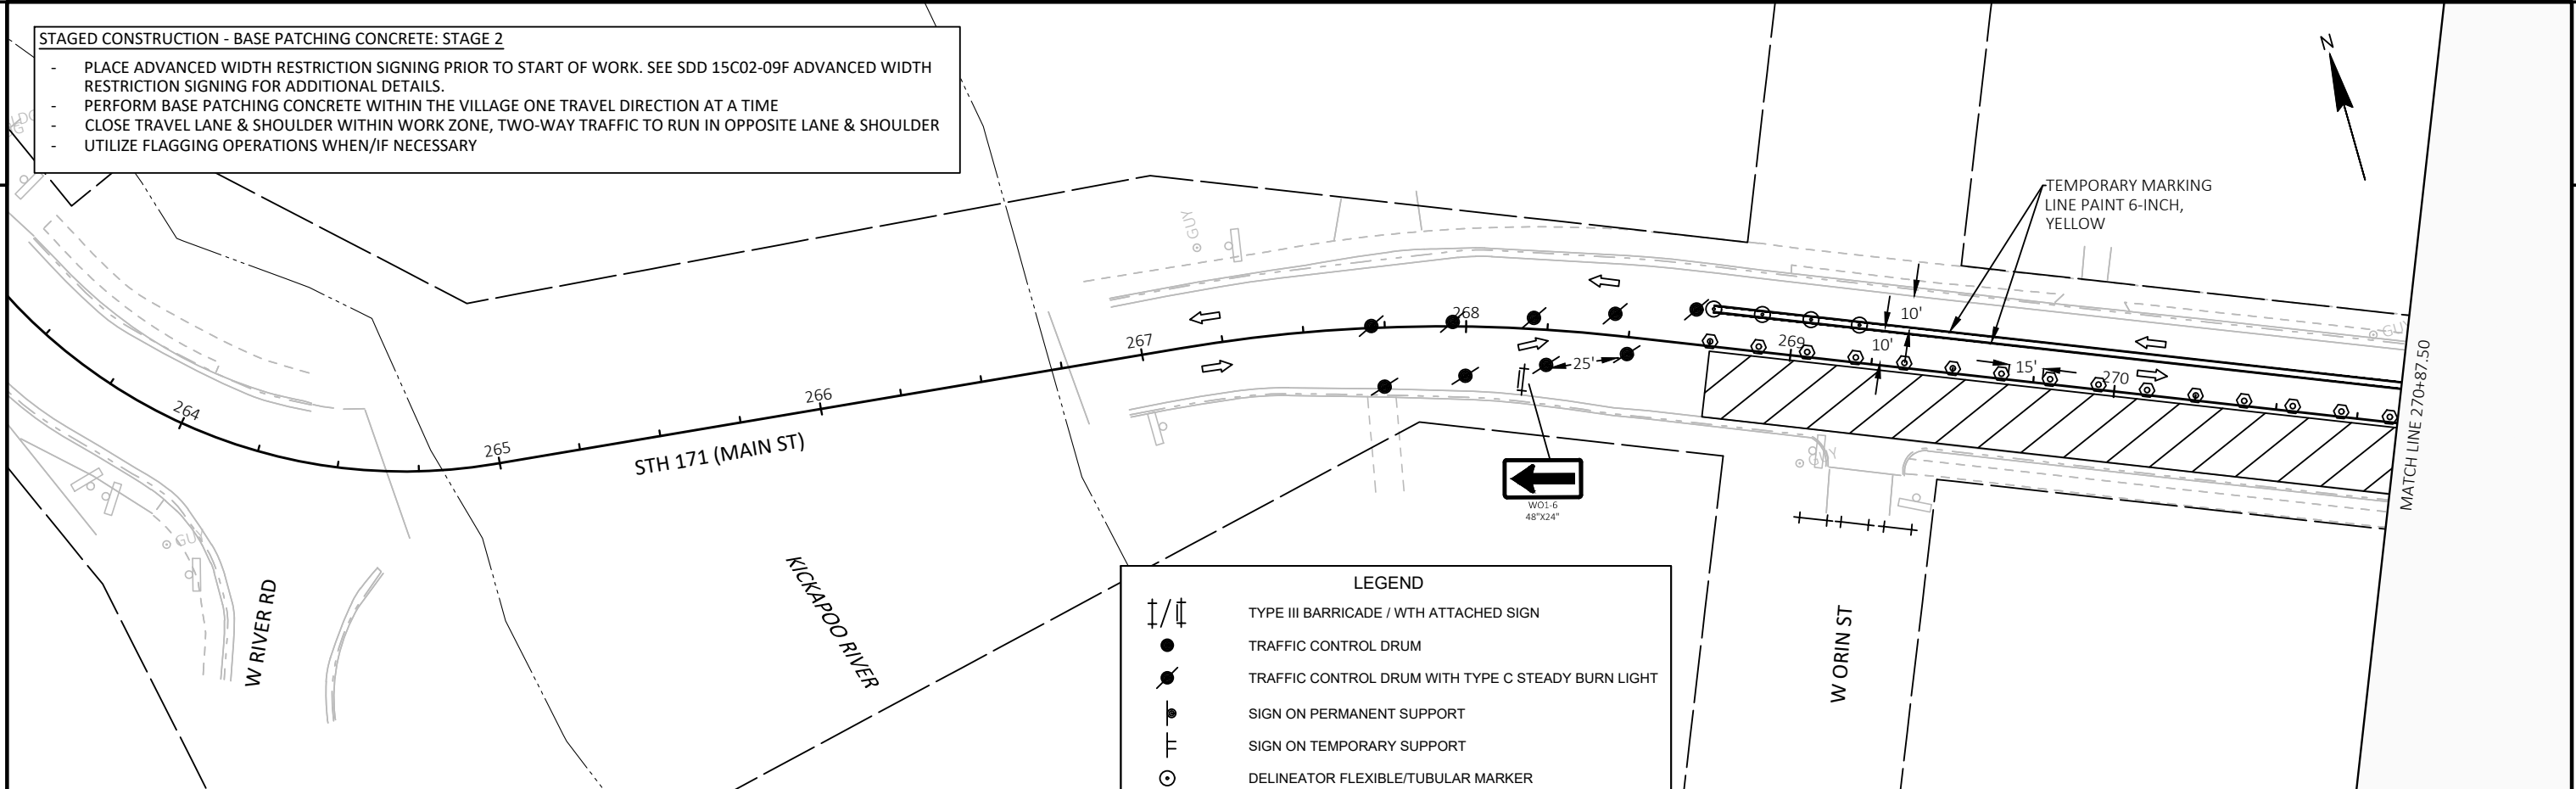 STAGED CONSTRUCTION - BASE PATCHING CONCRETE: STAGE 2
- PLACE ADVANCED WIDTH RESTRICTION SIGNING PRIOR TO START OF WORK. SEE SDD 15C02-09F ADVANCED WIDTH
RESTRICTION SIGNING FOR ADDITIONAL DETAILS.
- PERFORM BASE PATCHING CONCRETE WITHIN THE VILLAGE ONE TRAVEL DIRECTION AT A TIME
- CLOSE TRAVEL LANE & SHOULDER WITHIN WORK ZONE, TWO-WAY TRAFFIC TO RUN IN OPPOSITE LANE & SHOULDER
- UTILIZE FLAGGING OPERATIONS WHEN/IF NECESSARY
N
TEMPORARY MARKING
LINE PAINT 6-INCH,
YELLOW
GUY
264
265
266
267
268
269
270
10'
10'
15'
25'
GUY
GUY
GUY
STH 171 (MAIN ST)
MATCH LINE 270+87.50
WO1-6
48"X24"
W RIVER RD
KICKAPOO RIVER
W ORIN ST
LEGEND
TYPE III BARRICADE / WTH ATTACHED SIGN
TRAFFIC CONTROL DRUM
TRAFFIC CONTROL DRUM WITH TYPE C STEADY BURN LIGHT
SIGN ON PERMANENT SUPPORT
SIGN ON TEMPORARY SUPPORT
DELINEATOR FLEXIBLE/TUBULAR MARKER